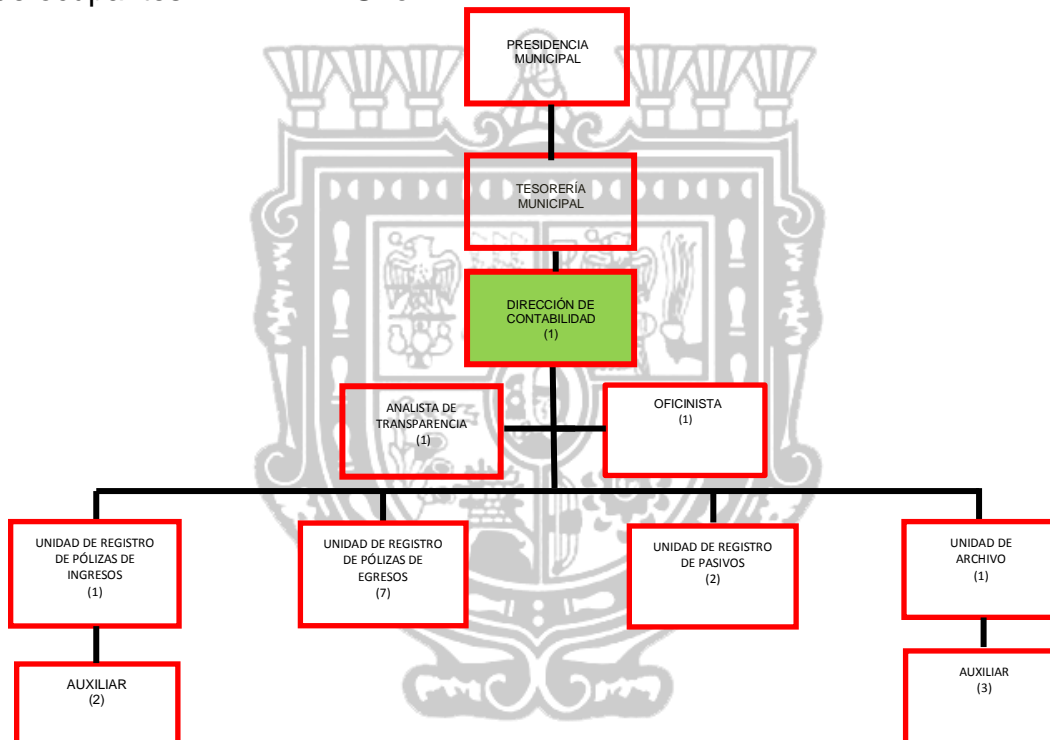 PRESIDENCIA
MUNICIPAL
TESORERÍA
MUNICIPAL
DIRECCIÓN DE
CONTABILIDAD
(1)
ANALISTA DE
TRANSPARENCIA
(1)
OFICINISTA
(1)
UNIDAD DE REGISTRO
DE PÓLIZAS DE
INGRESOS
(1)
UNIDAD DE REGISTRO
DE PÓLIZAS DE
EGRESOS
(7)
UNIDAD DE REGISTRO
DE PASIVOS
(2)
UNIDAD DE
ARCHIVO
(1)
AUXILIAR
(2)
AUXILIAR
(3)